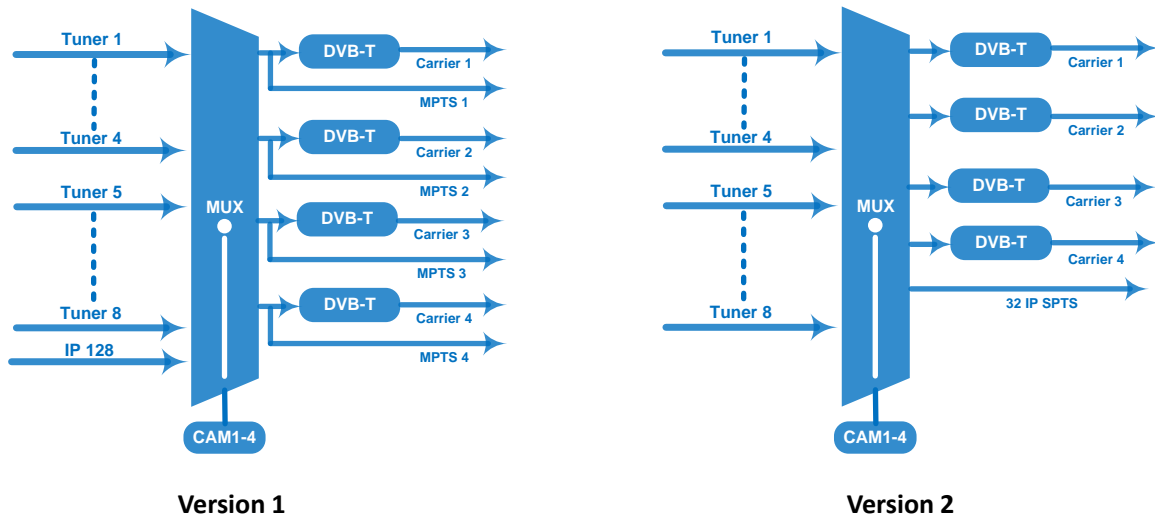 Tuner 1
Tuner 4
Tuner 5
Tuner 8
IP 128
MUX
CAM1-4
DVB-T
Carrier 1
MPTS 1
DVB-T
Carrier 2
MPTS 2
DVB-T
Carrier 3
MPTS 3
DVB-T
Carrier 4
MPTS 4
Version 1
Tuner 1
Tuner 4
Tuner 5
Tuner 8
MUX
CAM1-4
DVB-T
Carrier 1
DVB-T
Carrier 2
DVB-T
Carrier 3
DVB-T
Carrier 4
32 IP SPTS
Version 2